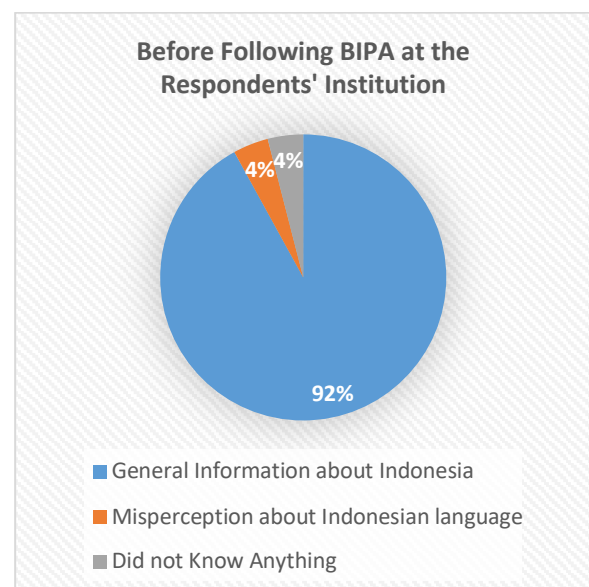 Before Following BIPA at the
Respondents' Institution
4%
4%
92%
General Information about Indonesia
Misperception about Indonesian language
Did not Know Anything